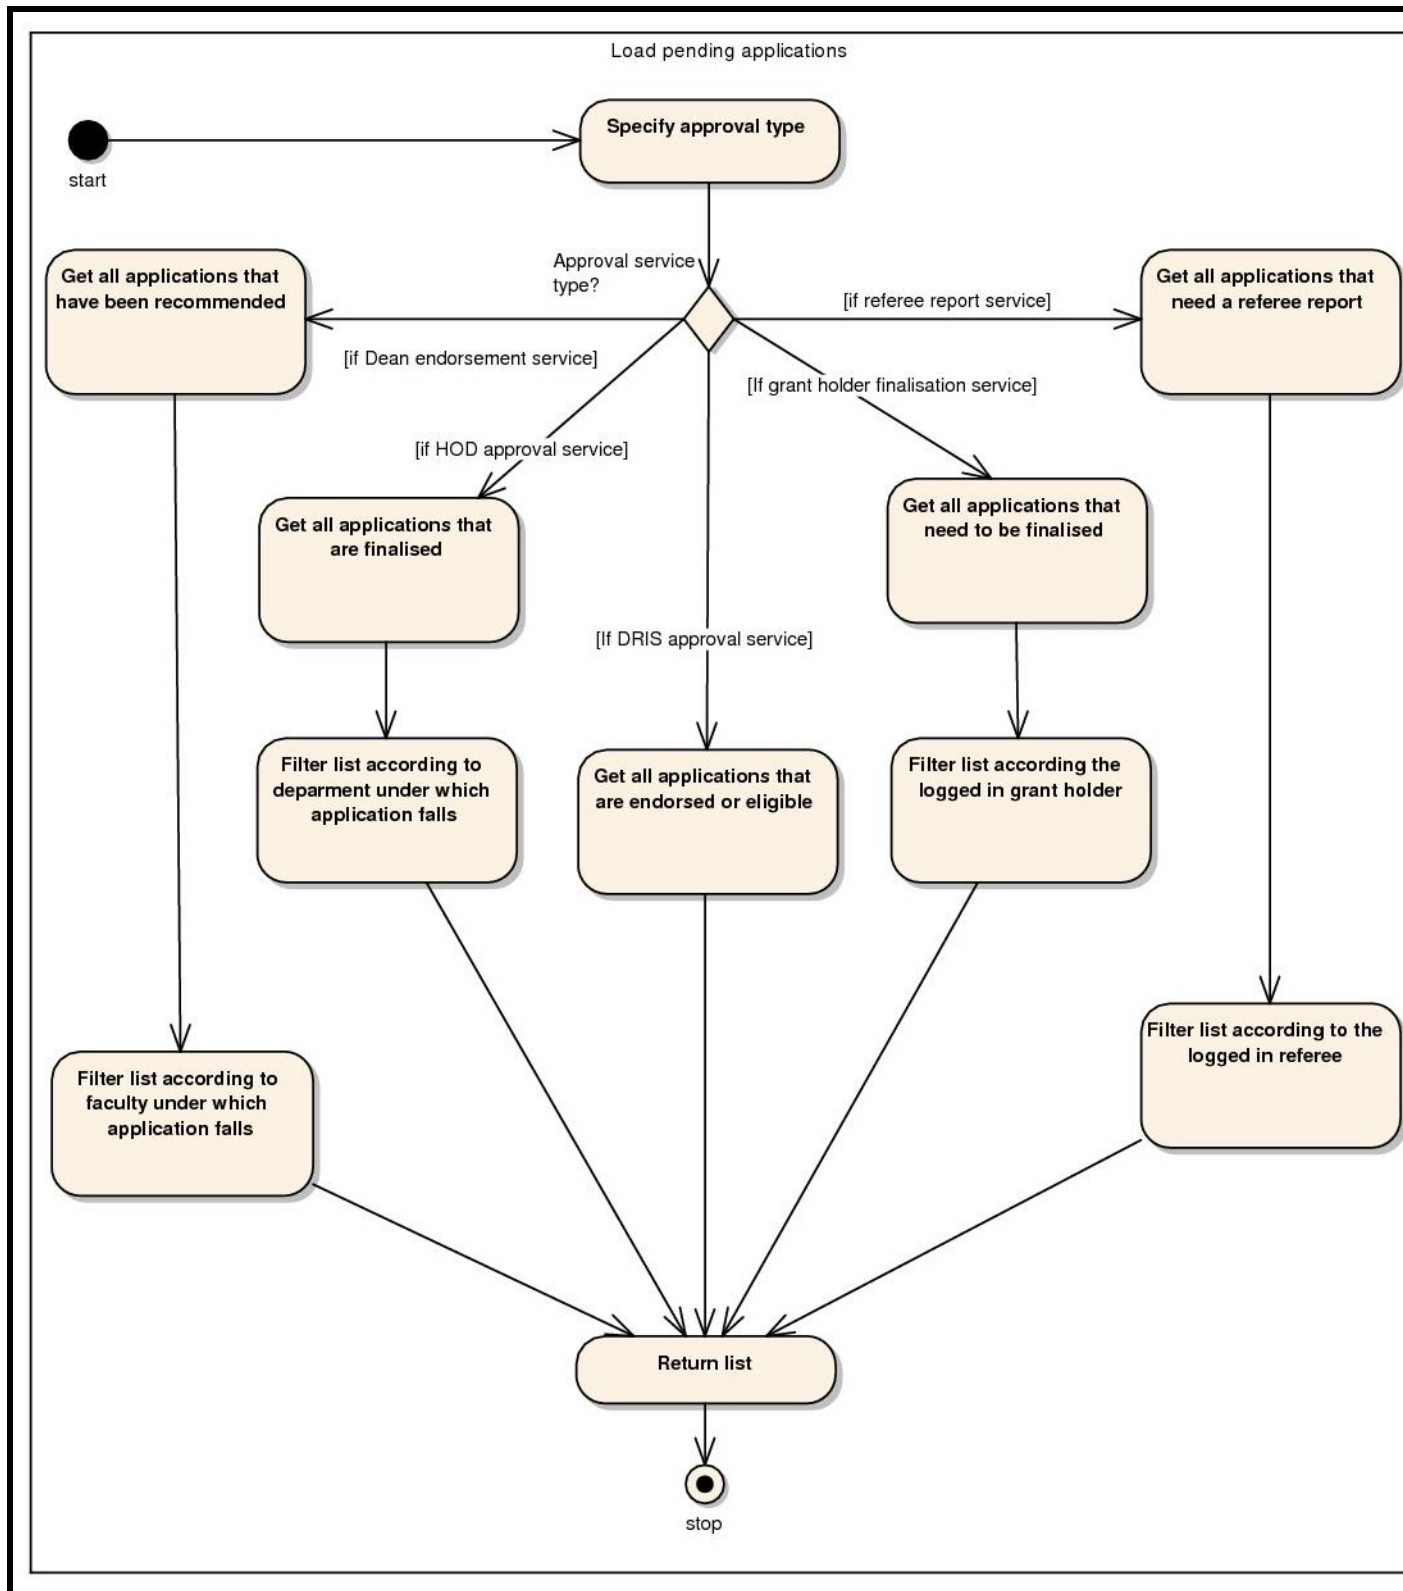 Load pending applications
Specify approval type
start
Approval service
type?
Get all applications that
have been recommended
Get all applications that
need a referee report
[if referee report service]
[if Dean endorsement service]
[If grant holder finalisation service]
[if HOD approval service]
Get all applications that
are finalised
Get all applications that
need to be finalised
[If DRIS approval service]
Filter list according to
deparment under which
application falls
Get all applications that
are endorsed or eligible
Filter list according the
logged in grant holder
Filter list according to the
logged in referee
Filter list according to
faculty under which
application falls
Return list
stop